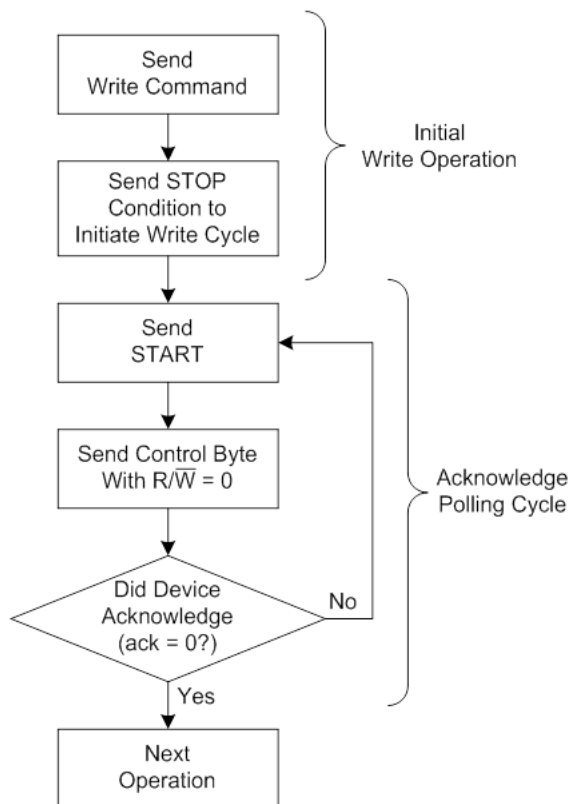 Send
Write Command
Initial
Write Operation
Send STOP
Condition to
Initiate Write Cycle
Send
START
Send Control Byte
With R/W̅ = 0
Acknowledge
Polling Cycle
Did Device
Acknowledge
(ack = 0?)
No
Yes
Next
Operation